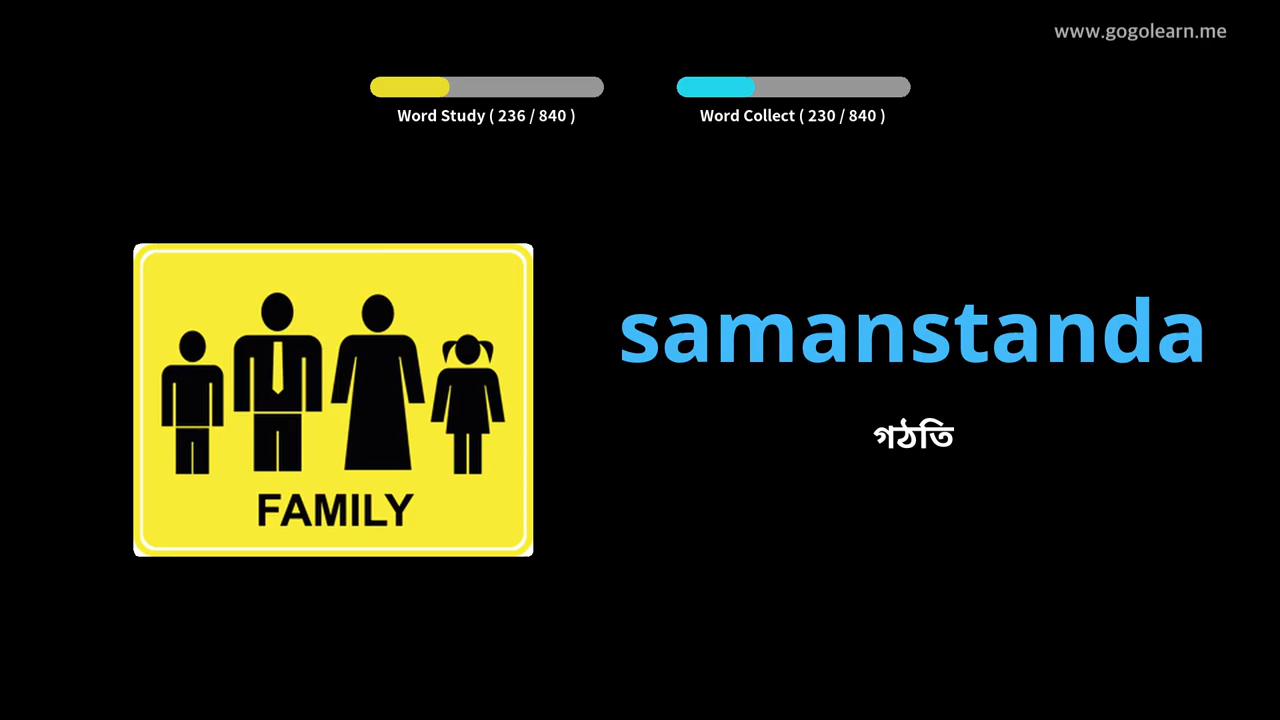 www.gogolearn.me
Word Study ( 236 / 840 )
Word Collect ( 230 / 840 )
samanstanda
গঠতি
FAMILY